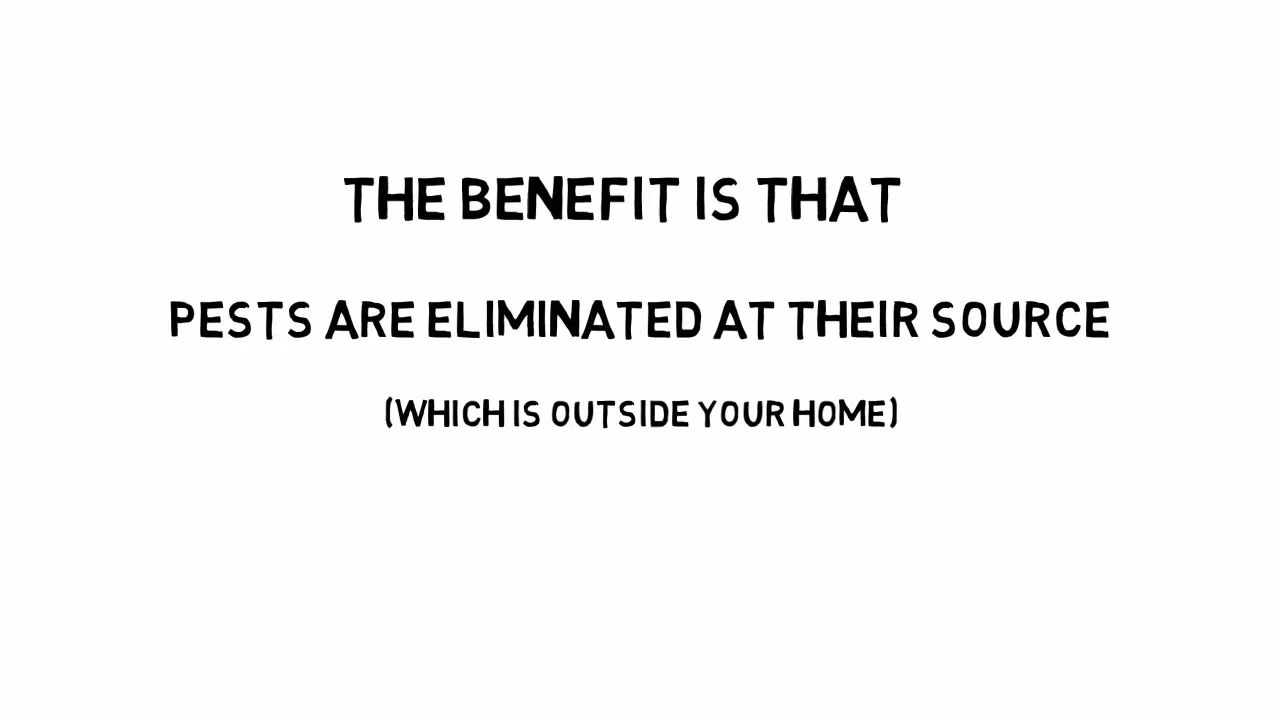 THE BENEFIT IS THAT
PESTS ARE ELIMINATED AT THEIR SOURCE
(WHICH IS OUTSIDE YOUR HOME)